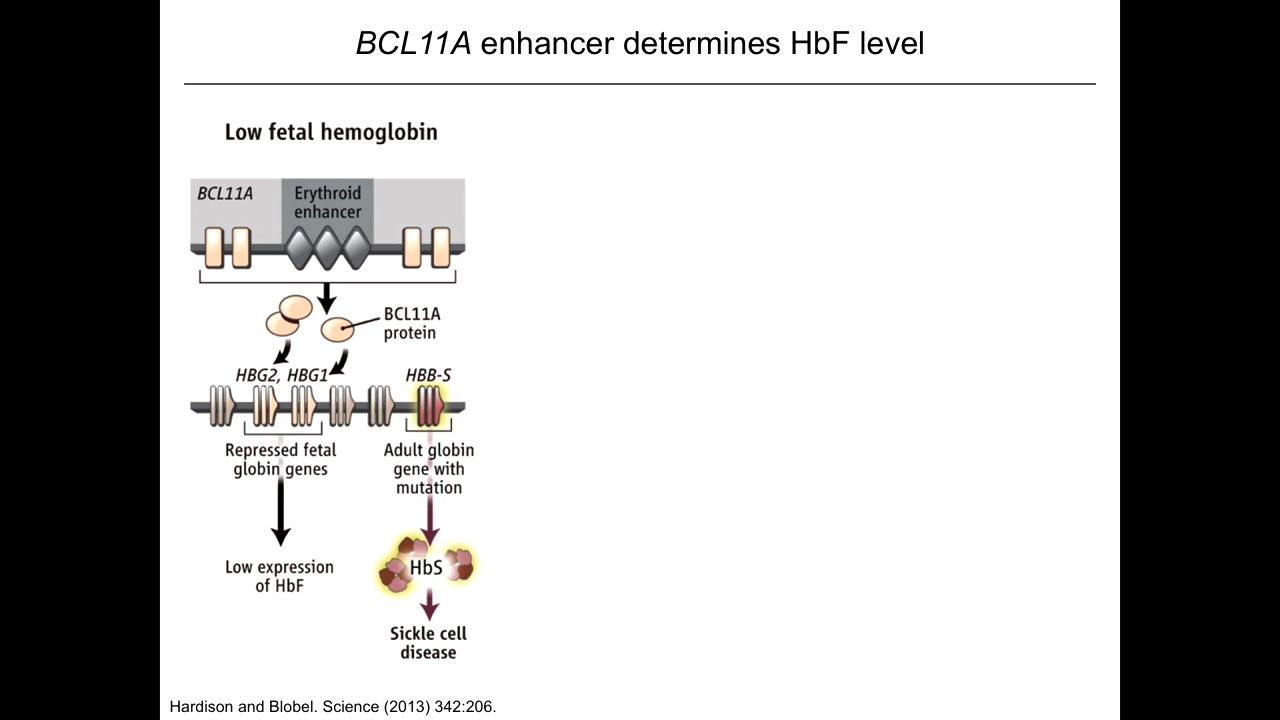 BCL11A enhancer determines HbF level
Low fetal hemoglobin
BCL11A
Erythroid
enhancer
BCL11A
protein
HBG2, HBG1
HBB-S
Repressed fetal
globin genes
Adult globin
gene with
mutation
Low expression
of HbF
HbS
Sickle cell
disease
Hardison and Blobel. Science (2013) 342:206.